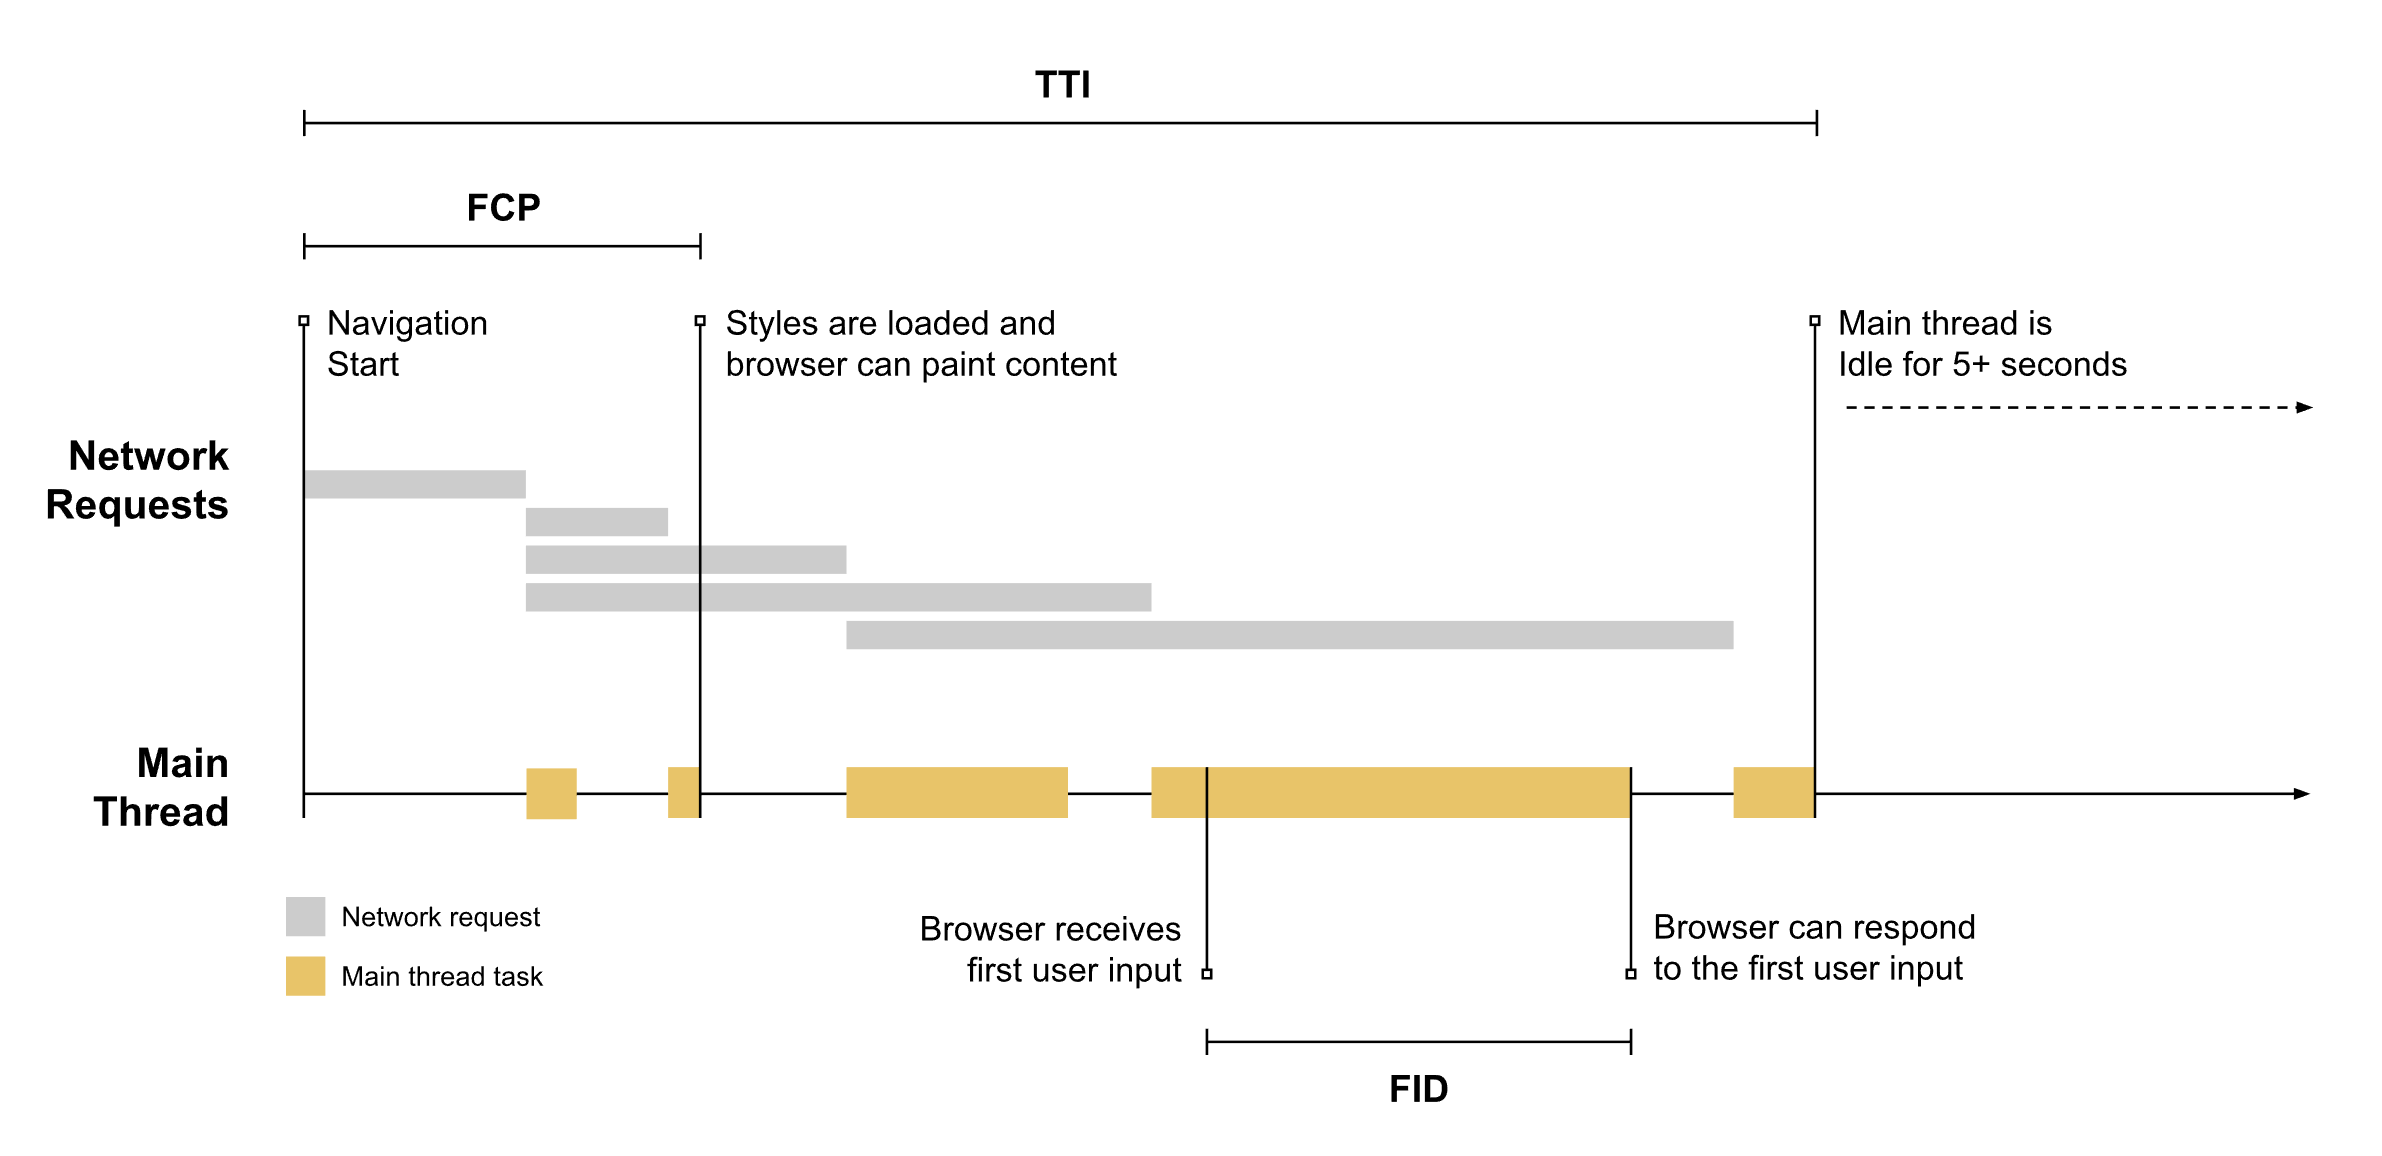 TTI
FCP
Navigation
Start
Styles are loaded and
browser can paint content
Main thread is
Idle for 5+ seconds
Network
Requests
Main
Thread
Network request
Main thread task
Browser receives
first user input
Browser can respond
to the first user input
FID